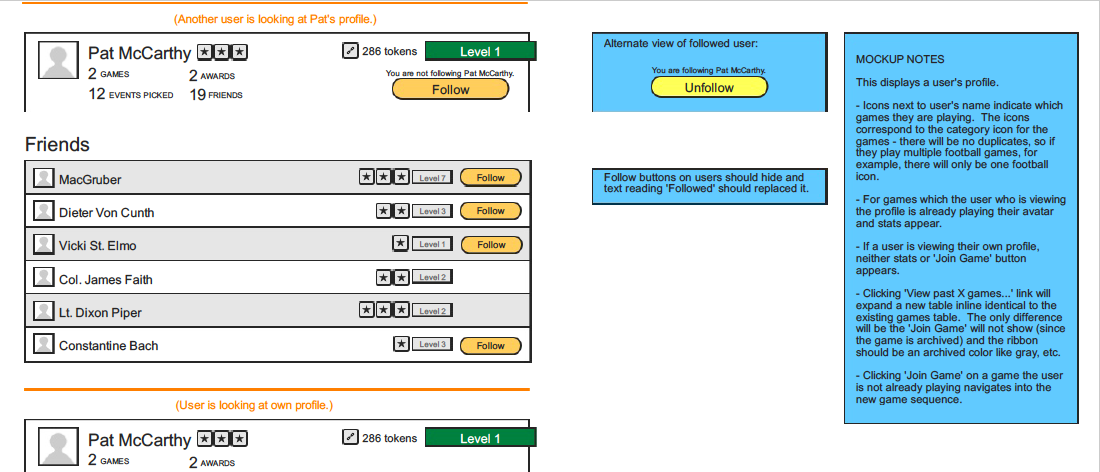 (Another user is looking at Pat's profile.)
Pat McCarthy
286 tokens
Level 1
2 GAMES
2 AWARDS
You are not following Pat McCarthy.
12 EVENTS PICKED
19 FRIENDS
Follow
Friends
MacGruber
Level 7
Follow
Dieter Von Cunth
Level 3
Follow
Vicki St. Elmo
Level 1
Follow
Col. James Faith
Level 2
Lt. Dixon Piper
Level 2
Constantine Bach
Level 3
Follow
(User is looking at own profile.)
Pat McCarthy
286 tokens
Level 1
2 GAMES
2 AWARDS
Alternate view of followed user:
You are following Pat McCarthy.
Unfollow
Follow buttons on users should hide and
text reading 'Followed' should replaced it.
MOCKUP NOTES
This displays a user's profile.
- Icons next to user's name indicate which
games they are playing.  The icons
correspond to the category icon for the
games - there will be no duplicates, so if
they play multiple football games, for
example, there will only be one football
icon.
- For games which the user who is viewing
the profile is already playing their avatar
and stats appear.
- If a user is viewing their own profile,
neither stats or 'Join Game' button
appears.
- Clicking 'View past X games...' link will
expand a new table inline identical to the
existing games table.  The only difference
will be the 'Join Game' will not show (since
the game is archived) and the ribbon
should be an archived color like gray, etc.
- Clicking 'Join Game' on a game the user
is not already playing navigates into the
new game sequence.